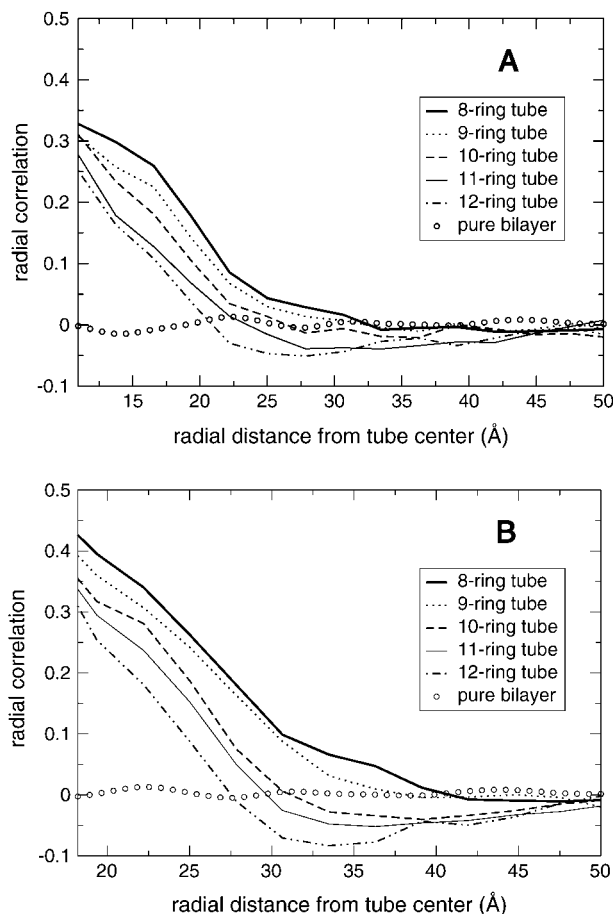 0.5
0.4
0.3
0.2
0.1
0
-0.1
radial correlation
A
8-ring tube
9-ring tube
10-ring tube
11-ring tube
12-ring tube
pure bilayer
15 20 25 30 35 40 45 50
radial distance from tube center (Å)
0.5
0.4
0.3
0.2
0.1
0
-0.1
radial correlation
B
8-ring tube
9-ring tube
10-ring tube
11-ring tube
12-ring tube
pure bilayer
20 25 30 35 40 45 50
radial distance from tube center (Å)